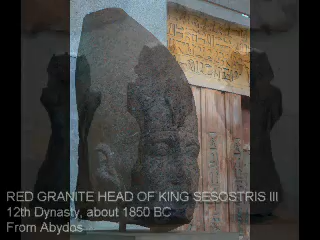 RED GRANITE HEAD OF KING SESOSTRIS III
12th Dynasty, about 1850 BC
From Abydos